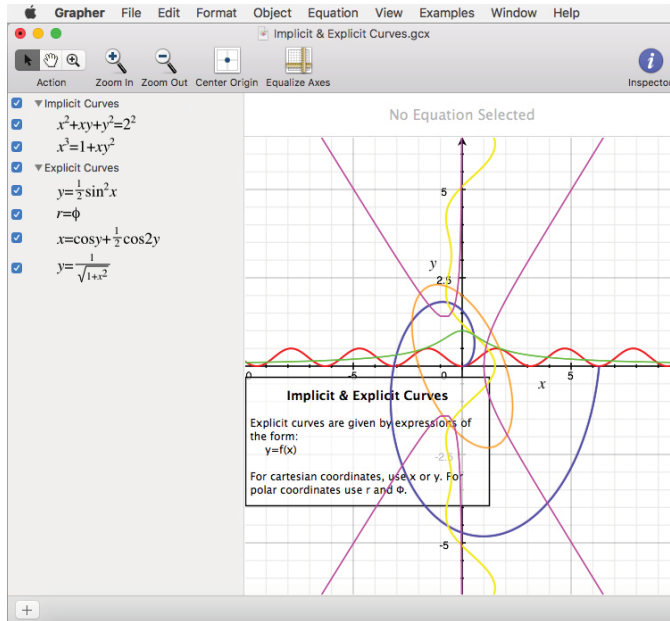 Grapher File Edit Format Object Equation View Examples Window Help
Implicit & Explicit Curves.gcx
Action Zoom In Zoom Out Center Origin Equalize Axes Inspector
No Equation Selected
Implicit Curves
x²+xy+y²=2²
x³=1+xy²
Explicit Curves
y=½sin²x
r=ϕ
x=cosy+½cos2y
y=1/√(1+x²)
5
y
2.5
-5 0 5
x
-2.5
-5
Implicit & Explicit Curves
Explicit curves are given by expressions of
the form:
y=f(x)
For cartesian coordinates, use x or y. For
polar coordinates use r and Φ.